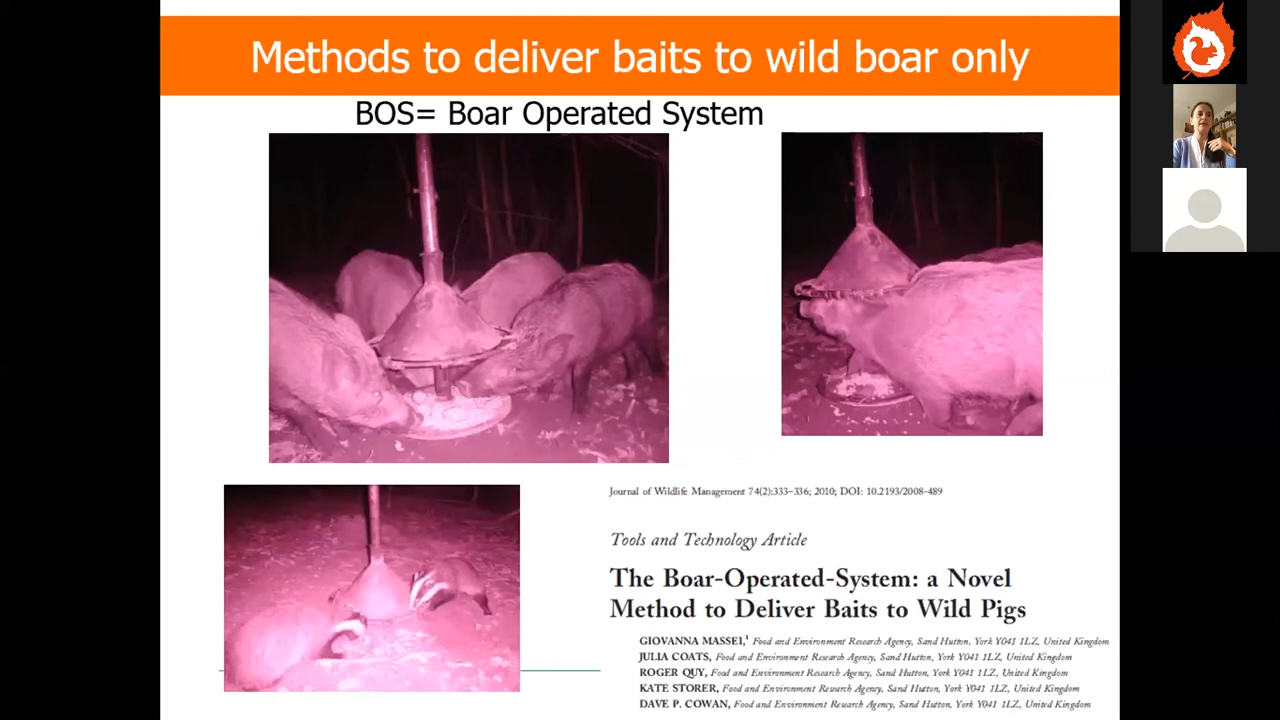 Methods to deliver baits to wild boar only
BOS= Boar Operated System
Journal of Wildlife Management 74(2):333–336; 2010; DOI: 10.2193/2008-489
Tools and Technology Article
The Boar-Operated-System: a Novel
Method to Deliver Baits to Wild Pigs
GIOVANNA MASSEI,¹ Food and Environment Research Agency, Sand Hutton, York Y041 1LZ, United Kingdom
JULIA COATS, Food and Environment Research Agency, Sand Hutton, York Y041 1LZ, United Kingdom
ROGER QUY, Food and Environment Research Agency, Sand Hutton, York Y041 1LZ, United Kingdom
KATE STORER, Food and Environment Research Agency, Sand Hutton, York Y041 1LZ, United Kingdom
DAVE P. COWAN, Food and Environment Research Agency, Sand Hutton, York Y041 1LZ, United Kingdom